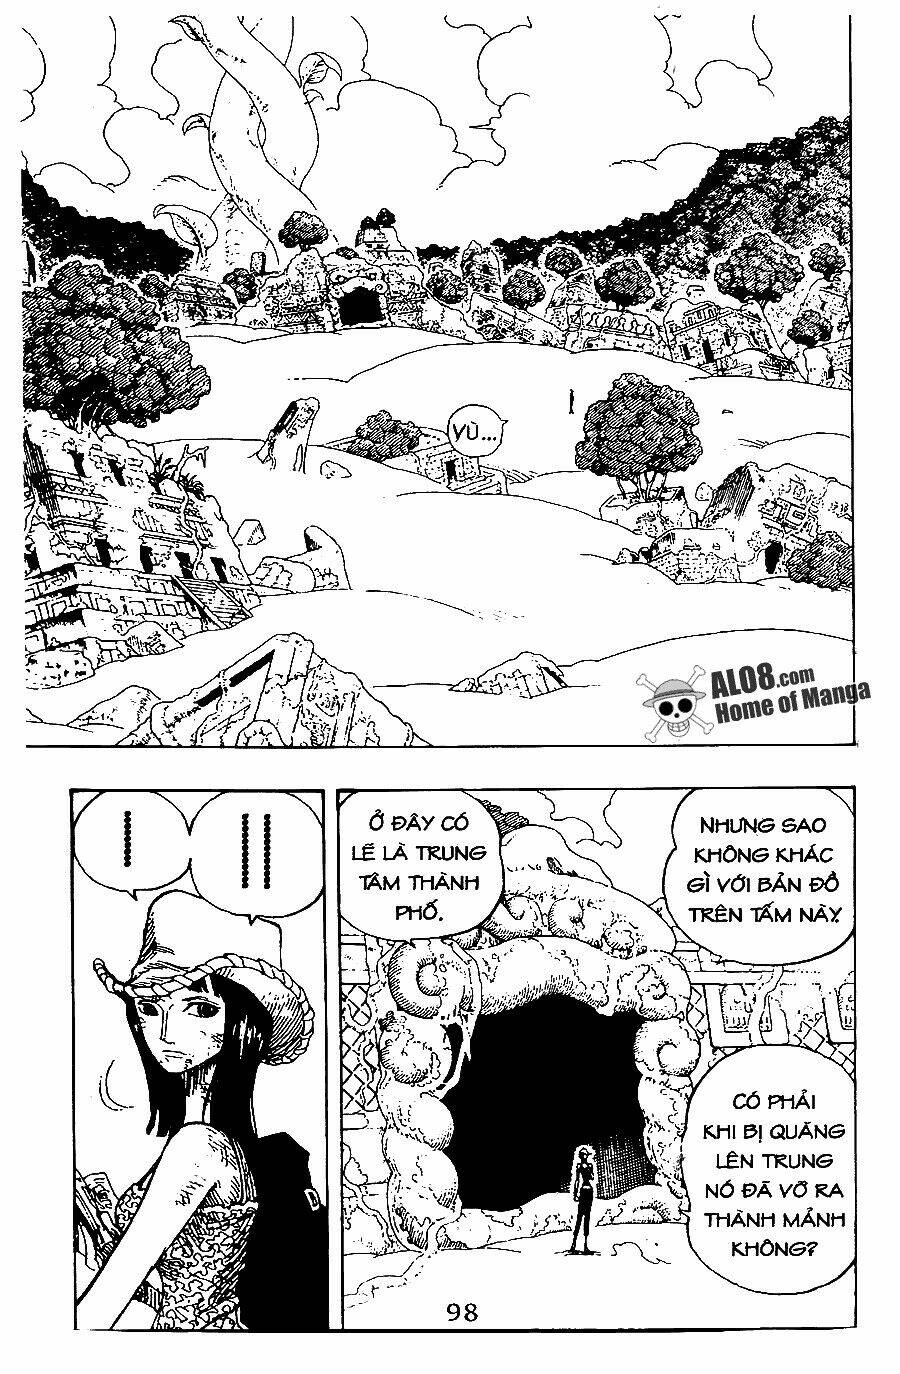 VÙ...
AL08.com
Home of Manga
Ở ĐÂY CÓ
LẼ LÀ TRUNG
TÂM THÀNH
PHỐ.
NHƯNG SAO
KHÔNG KHÁC
GÌ VỚI BẢN ĐỒ
TRÊN TẤM NÀY.
CÓ PHẢI
KHI BỊ QUĂNG
LÊN TRUNG
NÓ ĐÃ VỠ RA
THÀNH MẢNH
KHÔNG?
98